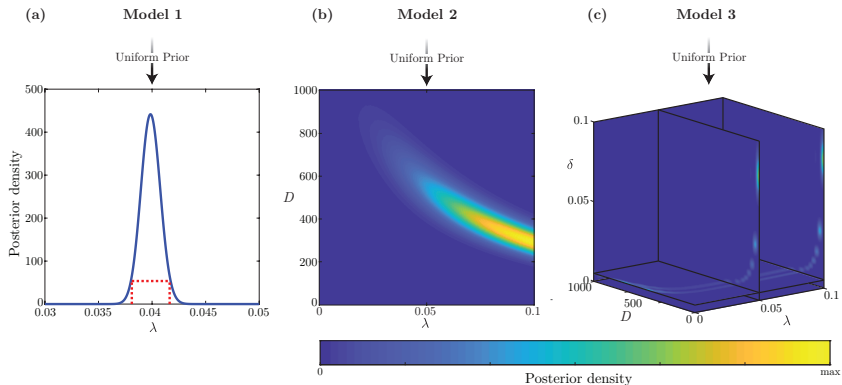 (a) Model 1
Uniform Prior
500
400
300
200
100
0
Posterior density
0.03 0.035 0.04 0.045 0.05
λ
(b) Model 2
Uniform Prior
1000
800
600
400
200
0
D
0 0.05 0.1
λ
(c) Model 3
Uniform Prior
0.1
δ
0.05
0
1000
500
0
D
0
0.05
0.1
λ
0 max
Posterior density